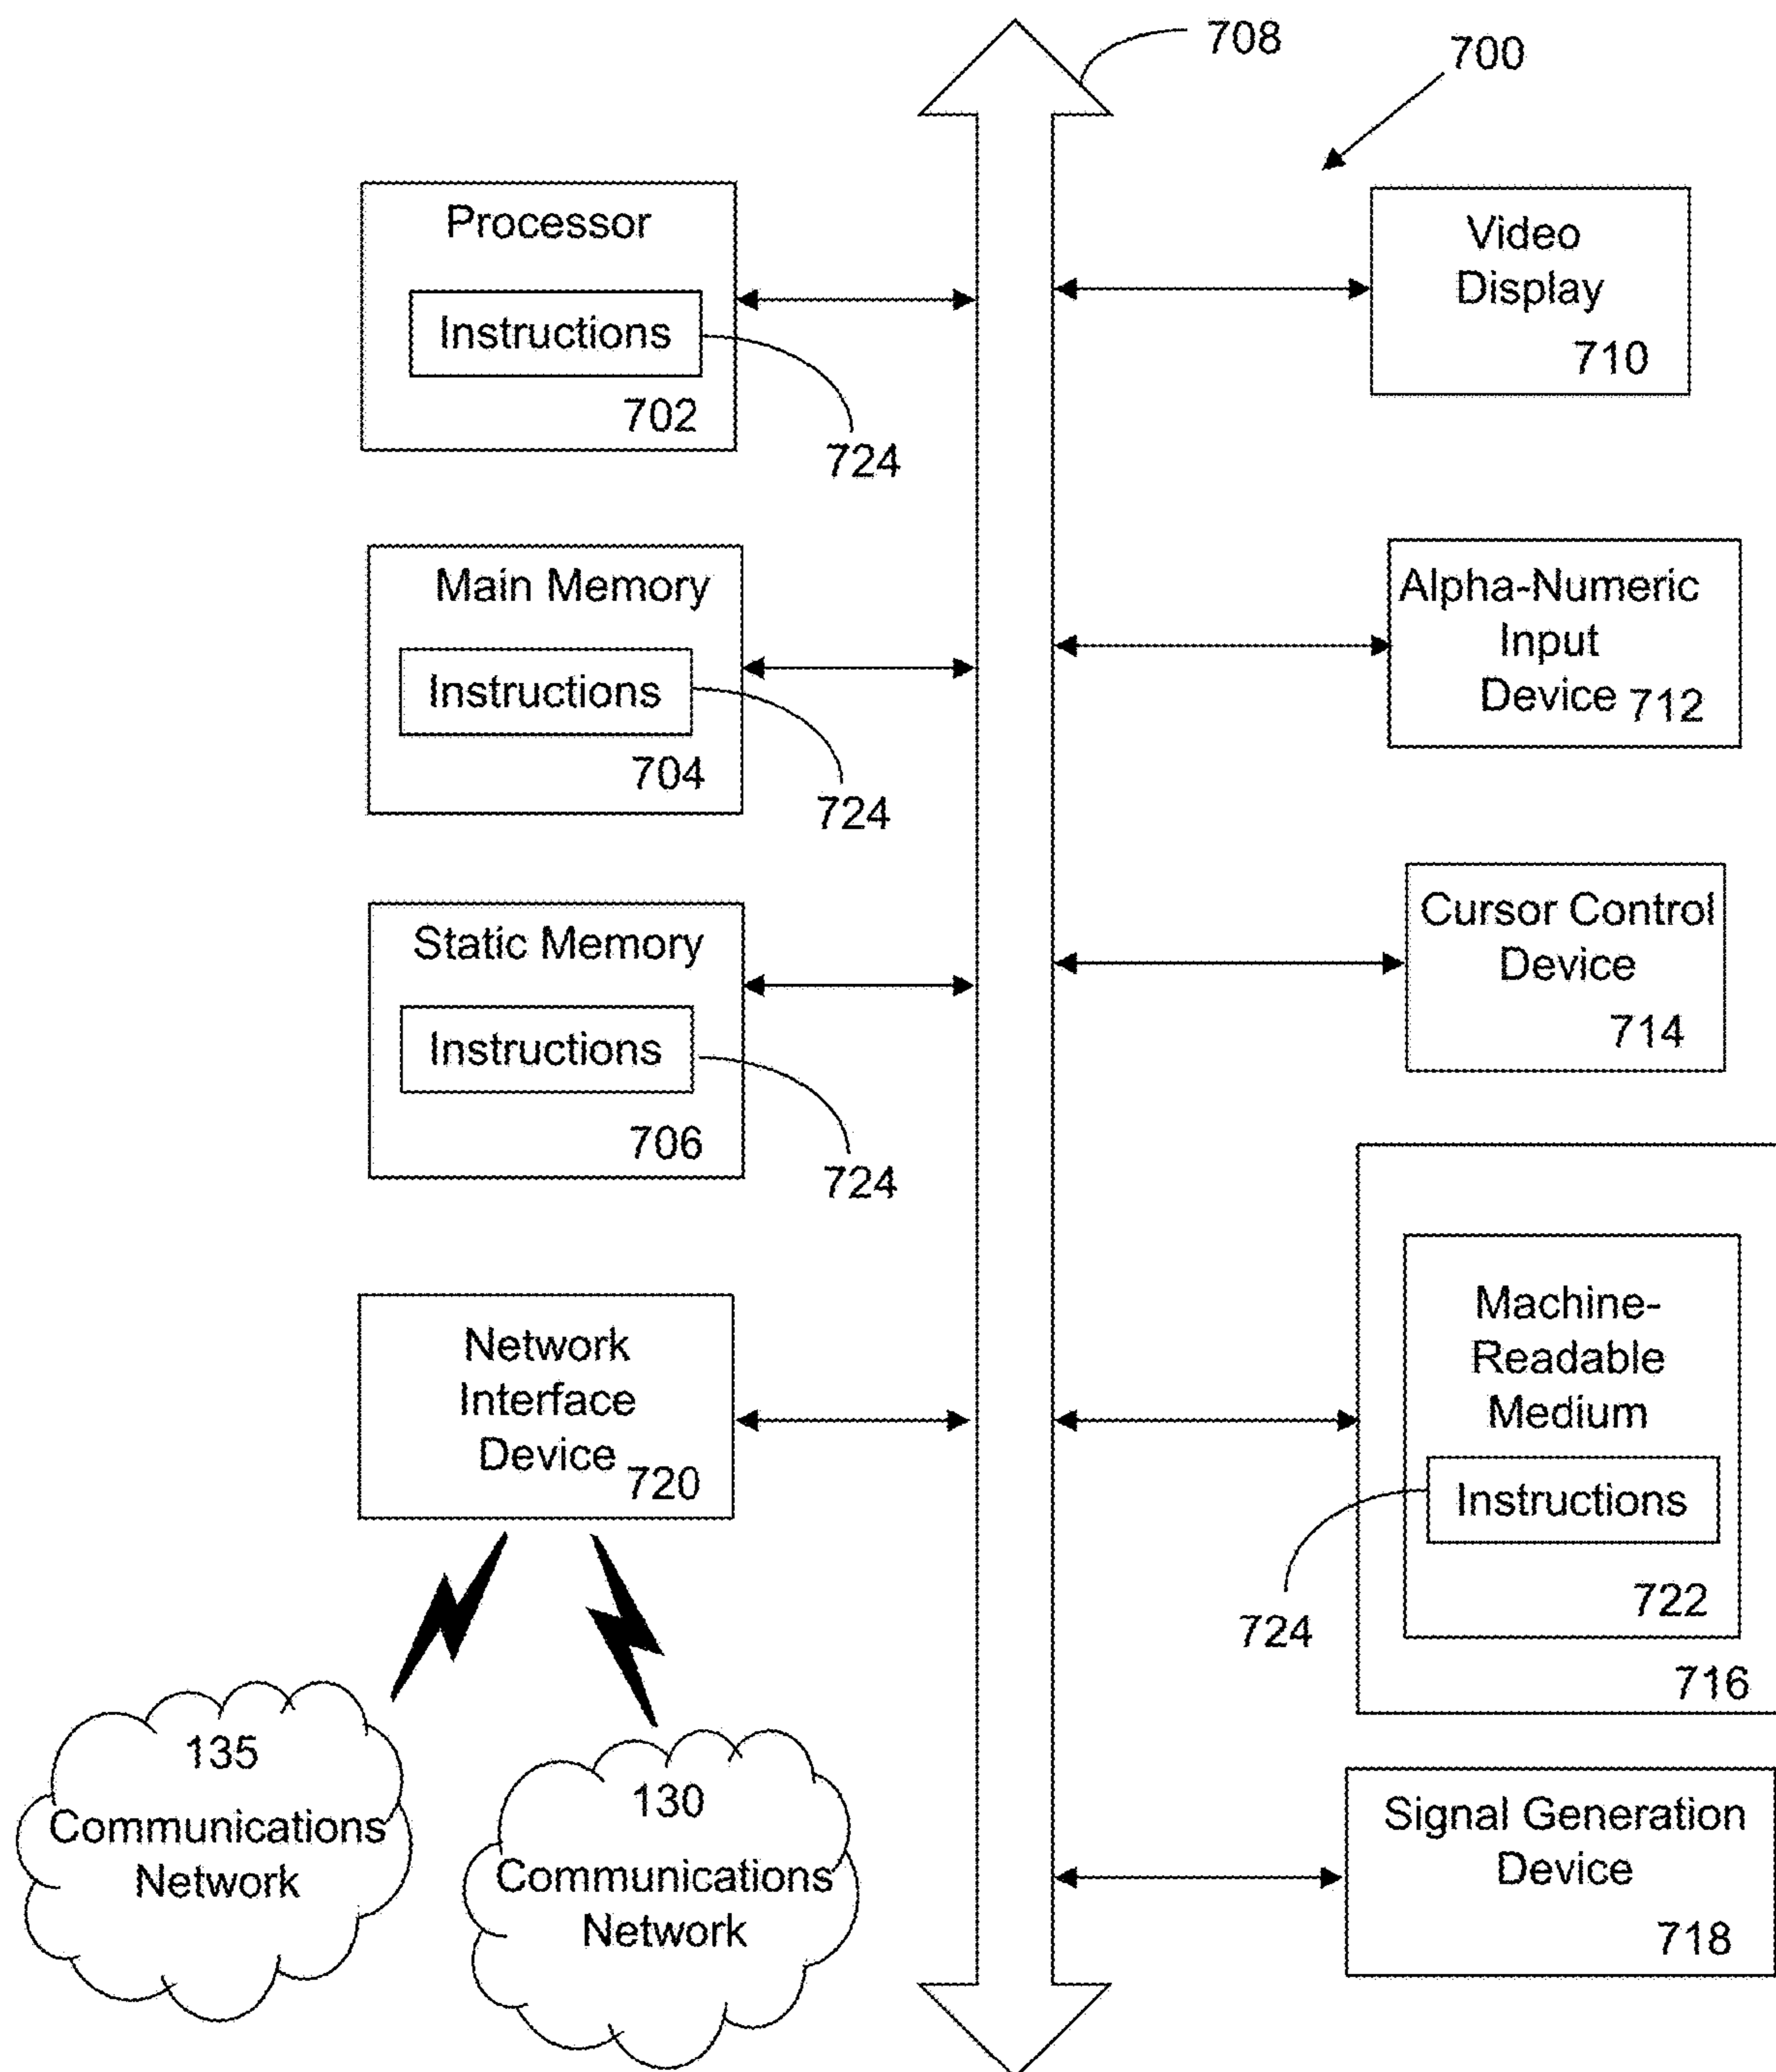 708
700
Processor
Instructions
702
724
Video
Display
710
Main Memory
Instructions
704
724
Alpha-Numeric
Input
Device 712
Static Memory
Instructions
706
724
Cursor Control
Device
714
Network
Interface
Device 720
Machine-
Readable
Medium
Instructions
722
724
716
135
Communications
Network
130
Communications
Network
Signal Generation
Device
718